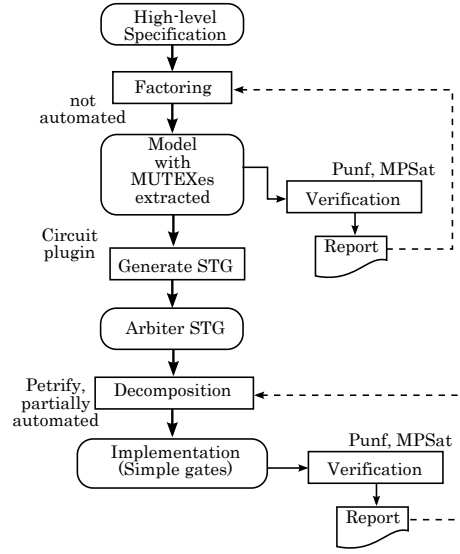 High-level
Specification
Factoring
not
automated
Model
with
MUTEXes
extracted
Punf, MPSat
Verification
Report
Circuit
plugin
Generate STG
Arbiter STG
Petrify,
partially
automated
Decomposition
Implementation
(Simple gates)
Punf, MPSat
Verification
Report